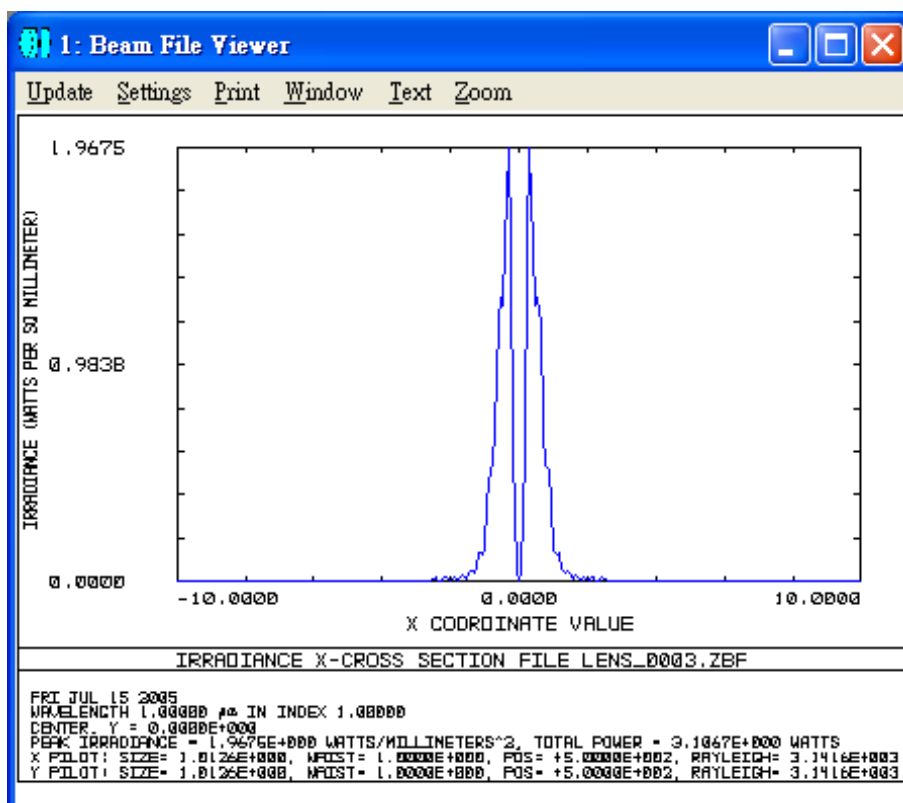 1: Beam File Viewer
Update Settings Print Window Text Zoom
1.9675
IRRADIANCE (WATTS PER SQ MILLIMETER)
0.9838
0.0000
-10.0000 0.0000 10.0000
X COORDINATE VALUE
IRRADIANCE X-CROSS SECTION FILE LENS_0003.ZBF
FRI JUL 15 2005
WAVELENGTH 1.00000 µm IN INDEX 1.00000
CENTER, Y = 0.0000E+000
PEAK IRRADIANCE = 1.9675E+000 WATTS/MILLIMETERS^2, TOTAL POWER = 3.1067E+000 WATTS
X PILOT: SIZE= 1.0126E+000, WAIST= 1.0000E+000, POS= +5.0000E+002, RAYLEIGH= 3.1416E+003
Y PILOT: SIZE= 1.0126E+000, WAIST= 1.0000E+000, POS= +5.0000E+002, RAYLEIGH= 3.1416E+003